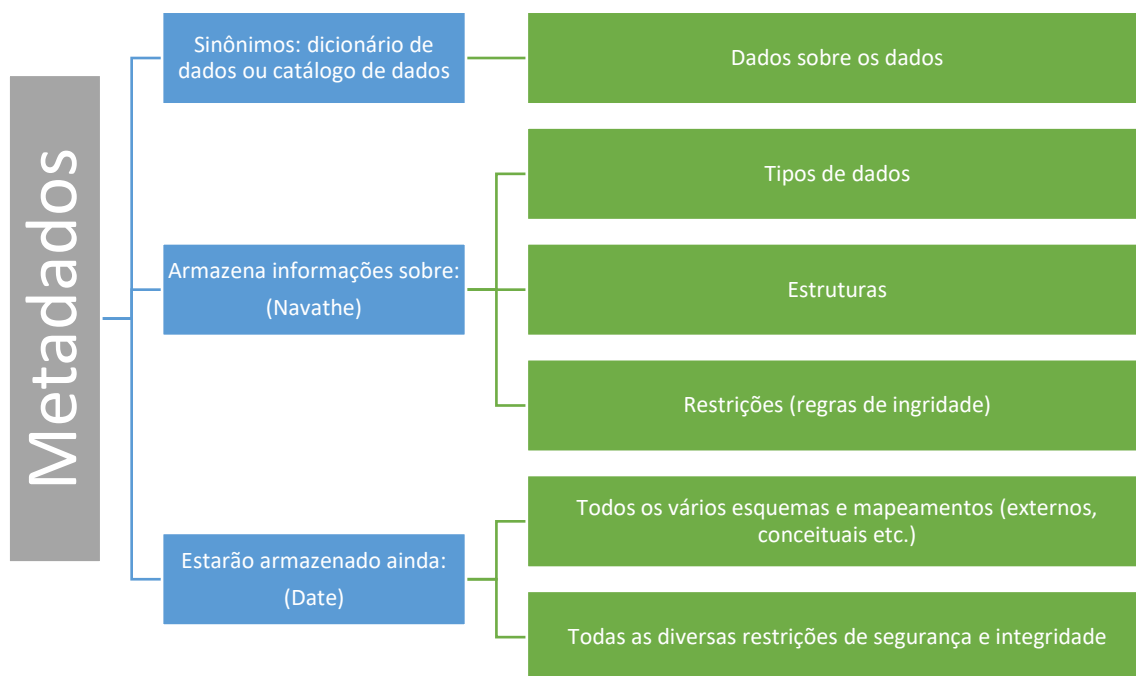 Metadados
Sinônimos: dicionário de
dados ou catálogo de dados
Dados sobre os dados
Armazena informações sobre:
(Navathe)
Tipos de dados
Estruturas
Restrições (regras de ingridade)
Estarão armazenado ainda:
(Date)
Todos os vários esquemas e mapeamentos (externos,
conceituais etc.)
Todas as diversas restrições de segurança e integridade